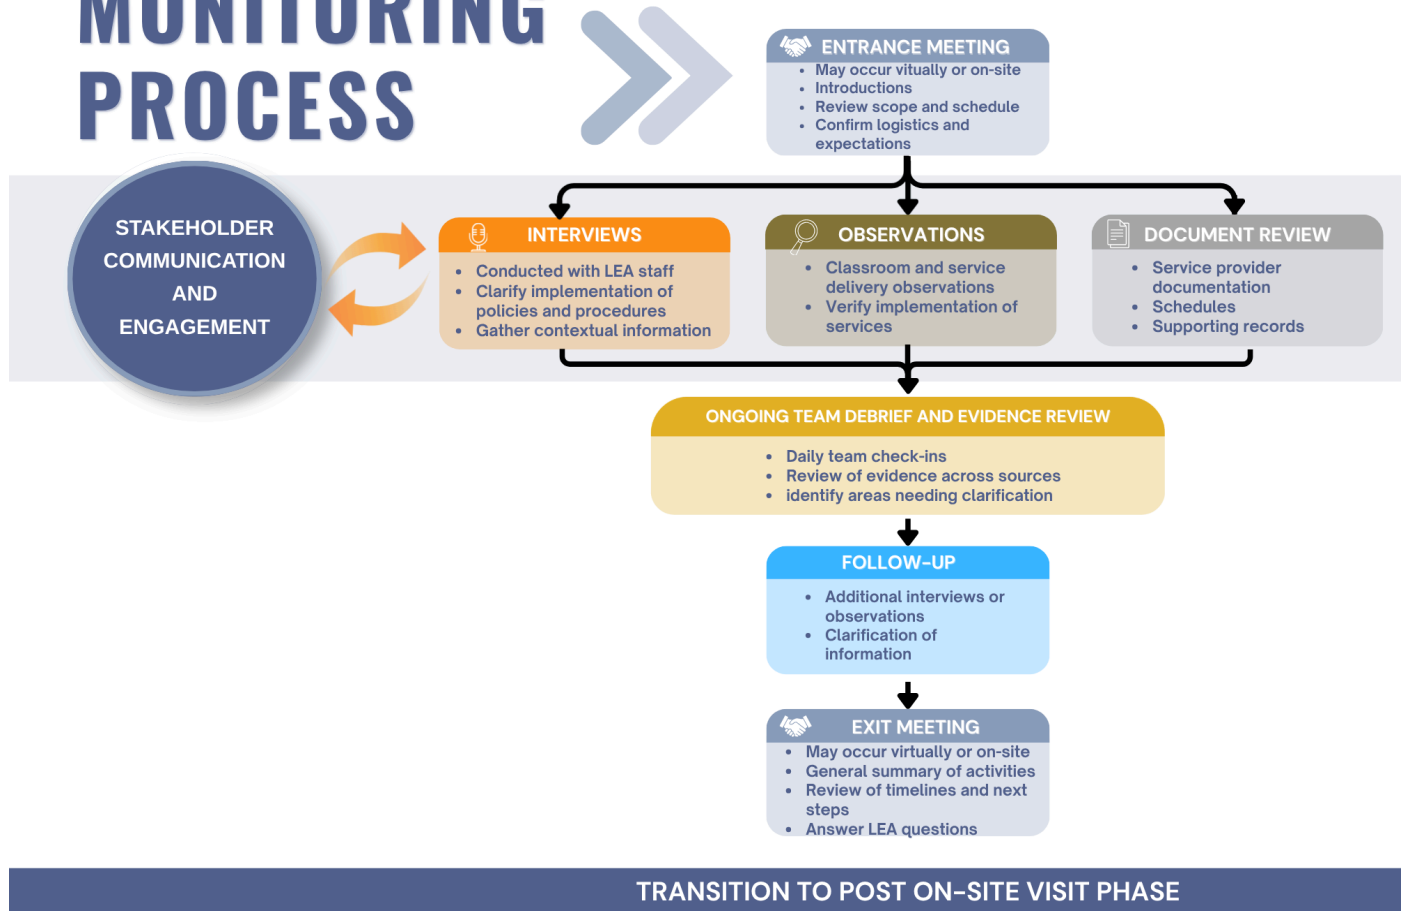 MONITORING
PROCESS
ENTRANCE MEETING
• May occur vitually or on-site
• Introductions
• Review scope and schedule
• Confirm logistics and
expectations
STAKEHOLDER
COMMUNICATION
AND
ENGAGEMENT
INTERVIEWS
• Conducted with LEA staff
• Clarify implementation of
policies and procedures
• Gather contextual information
OBSERVATIONS
• Classroom and service
delivery observations
• Verify implementation of
services
DOCUMENT REVIEW
• Service provider
documentation
• Schedules
• Supporting records
ONGOING TEAM DEBRIEF AND EVIDENCE REVIEW
• Daily team check-ins
• Review of evidence across sources
• identify areas needing clarification
FOLLOW-UP
• Additional interviews or
observations
• Clarification of
information
EXIT MEETING
• May occur virtually or on-site
• General summary of activities
• Review of timelines and next
steps
• Answer LEA questions
TRANSITION TO POST ON-SITE VISIT PHASE